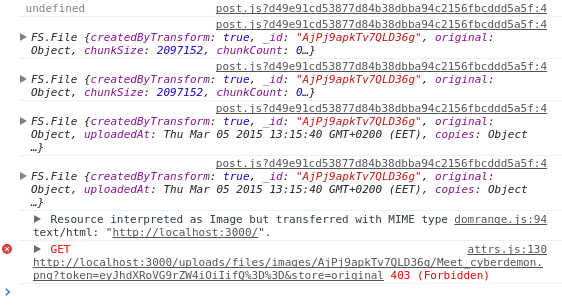 undefined post.js?d49e91cd53877d84b38dbba94c2156fbcddd5a5f:4
post.js?d49e91cd53877d84b38dbba94c2156fbcddd5a5f:4
FS.File {createdByTransform: true, _id: "AjPj9apkTv7QLD36g", original:
Object, chunkSize: 2097152, chunkCount: 0…}
post.js?d49e91cd53877d84b38dbba94c2156fbcddd5a5f:4
FS.File {createdByTransform: true, _id: "AjPj9apkTv7QLD36g", original:
Object, chunkSize: 2097152, chunkCount: 0…}
post.js?d49e91cd53877d84b38dbba94c2156fbcddd5a5f:4
FS.File {createdByTransform: true, _id: "AjPj9apkTv7QLD36g", original:
Object, uploadedAt: Thu Mar 05 2015 13:15:40 GMT+0200 (EET), copies: Object
…}
post.js?d49e91cd53877d84b38dbba94c2156fbcddd5a5f:4
FS.File {createdByTransform: true, _id: "AjPj9apkTv7QLD36g", original:
Object, uploadedAt: Thu Mar 05 2015 13:15:40 GMT+0200 (EET), copies: Object
…}
Resource interpreted as Image but transferred with MIME type domrange.js:94
text/html: "http://localhost:3000/".
GET attrs.js:130
http://localhost:3000/uploads/files/images/AjPj9apkTv7QLD36g/Meet_cyberdemon.
png?token=eyJhdXRoVG9rZW4iOiIifQ%3D%3D&store=original 403 (Forbidden)